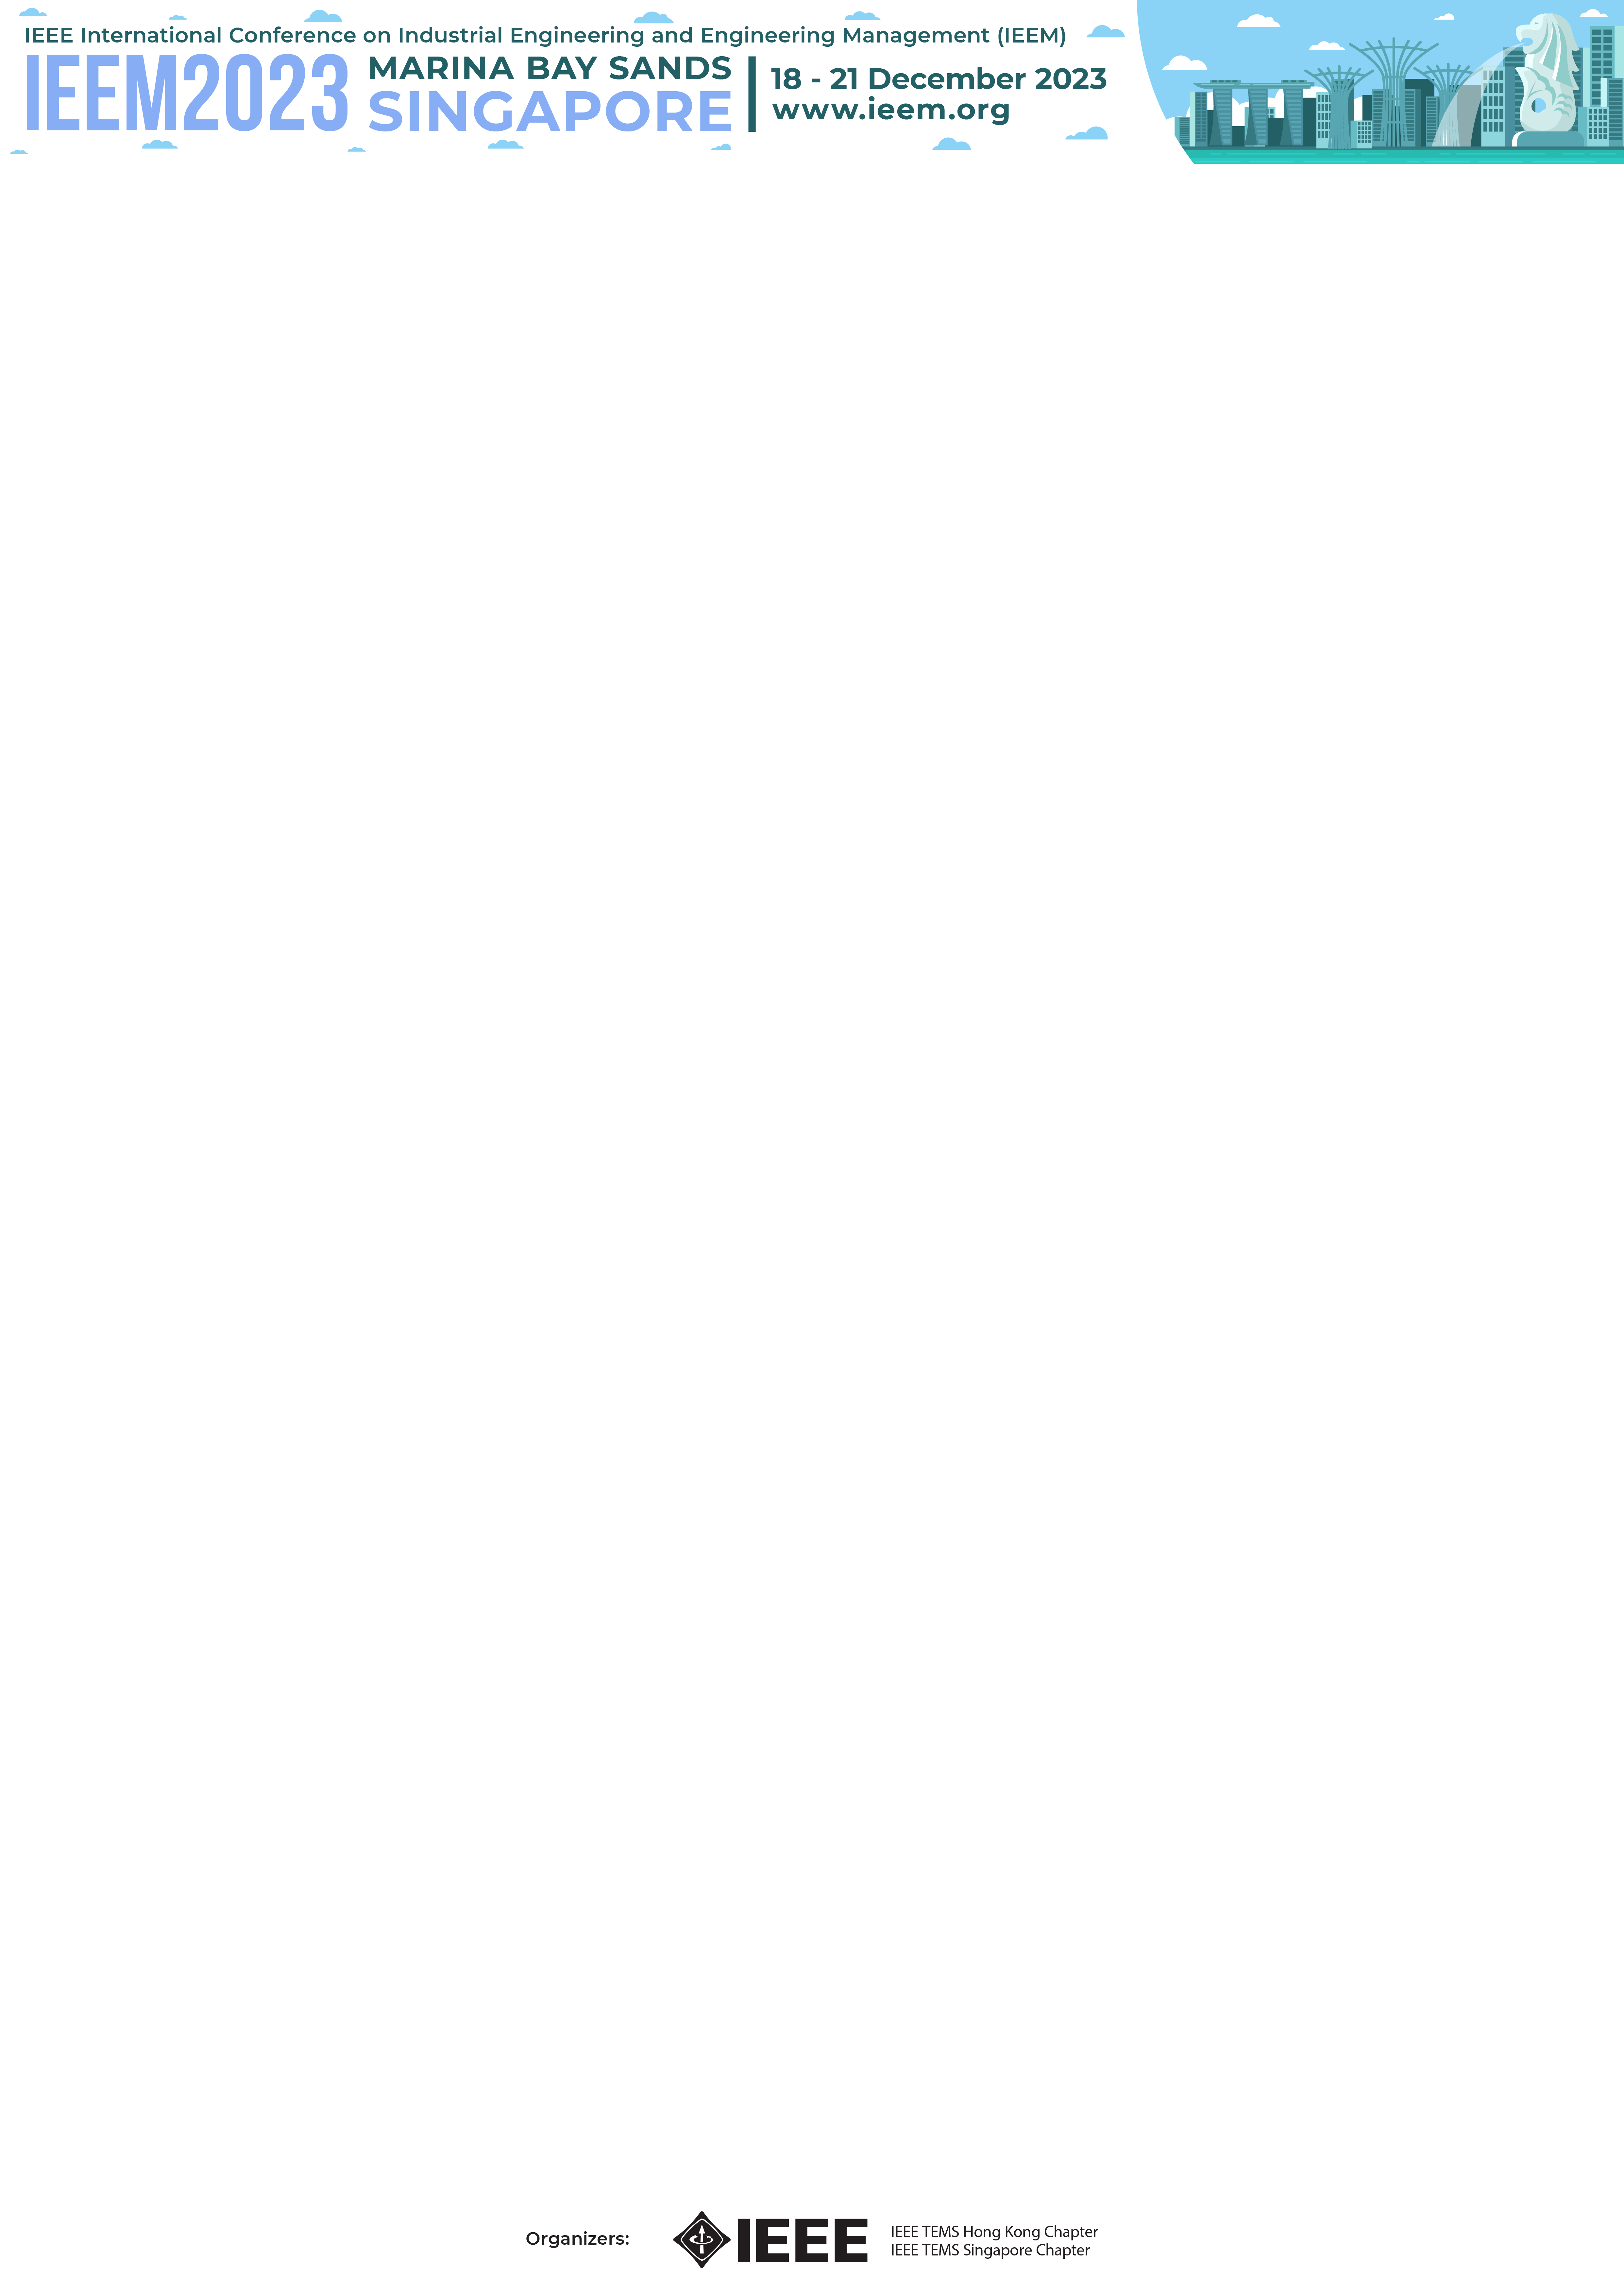 IEEE International Conference on Industrial Engineering and Engineering Management (IEEM)
IEEM2023
MARINA BAY SANDS
SINGAPORE
18 - 21 December 2023
www.ieem.org
Organizers:
IEEE
IEEE TEMS Hong Kong Chapter
IEEE TEMS Singapore Chapter